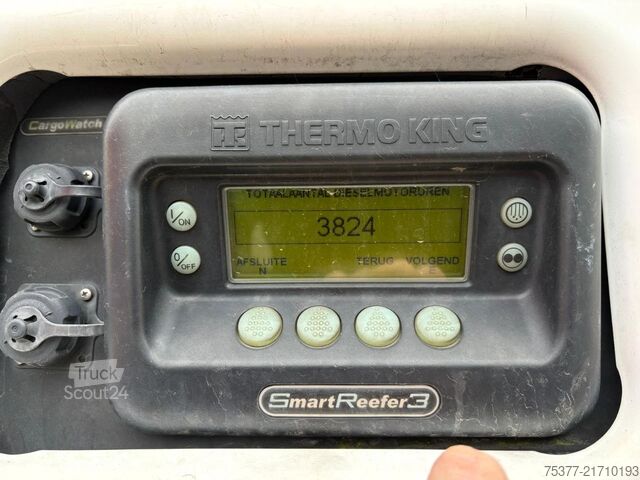 CargoWatch
THERMO KING
TOTAALAANTAL DIESELMOTORUREN
3824
AFSLUITE TERUG VOLGEND
N E
I/ON
0/OFF
SmartReefer3
Truck
Scout24
75377-21710193